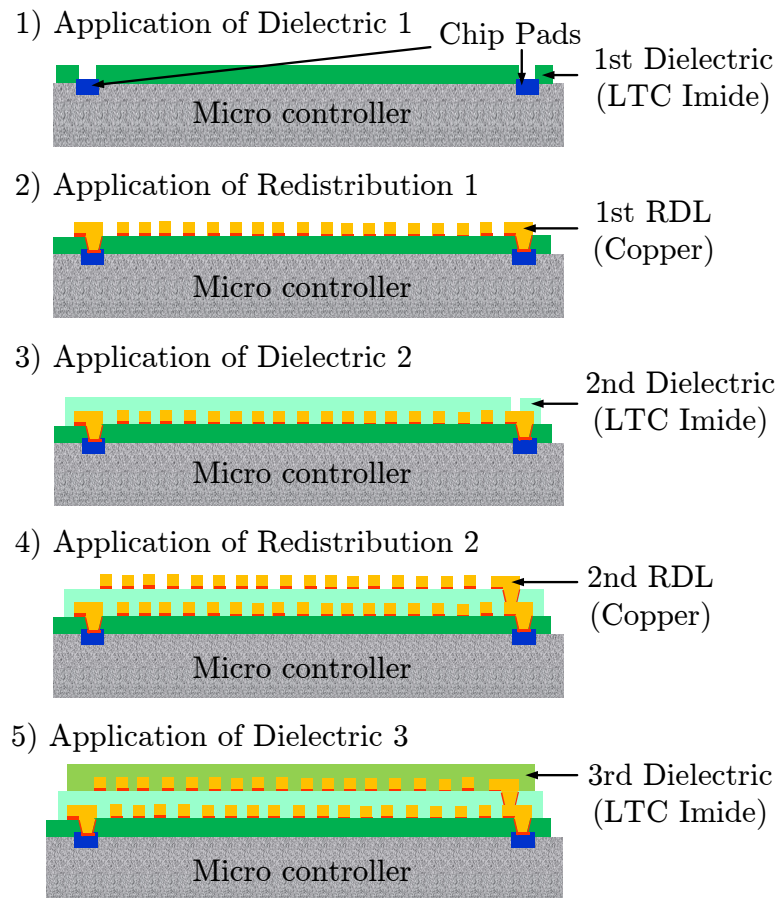 1) Application of Dielectric 1
Chip Pads
1st Dielectric
(LTC Imide)
Micro controller
2) Application of Redistribution 1
1st RDL
(Copper)
Micro controller
3) Application of Dielectric 2
2nd Dielectric
(LTC Imide)
Micro controller
4) Application of Redistribution 2
2nd RDL
(Copper)
Micro controller
5) Application of Dielectric 3
3rd Dielectric
(LTC Imide)
Micro controller